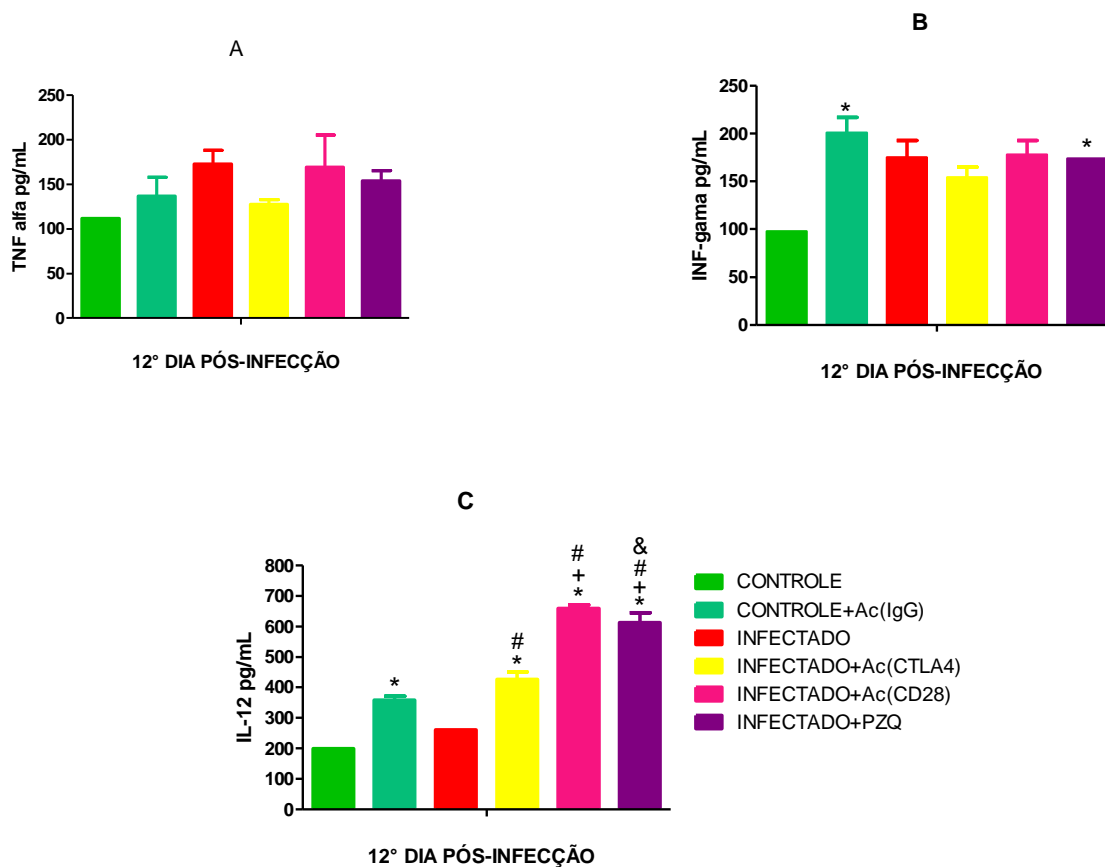 A
250
200
150
100
50
0
TNF alfa pg/mL
12° DIA PÓS-INFECÇÃO
B
250
200
150
100
50
0
INF-gama pg/mL
*
*
12° DIA PÓS-INFECÇÃO
C
800
700
600
500
400
300
200
100
0
IL-12 pg/mL
*
#
*
#
+
*
&
#
+
*
12° DIA PÓS-INFECÇÃO
CONTROLE
CONTROLE+Ac(IgG)
INFECTADO
INFECTADO+Ac(CTLA4)
INFECTADO+Ac(CD28)
INFECTADO+PZQ